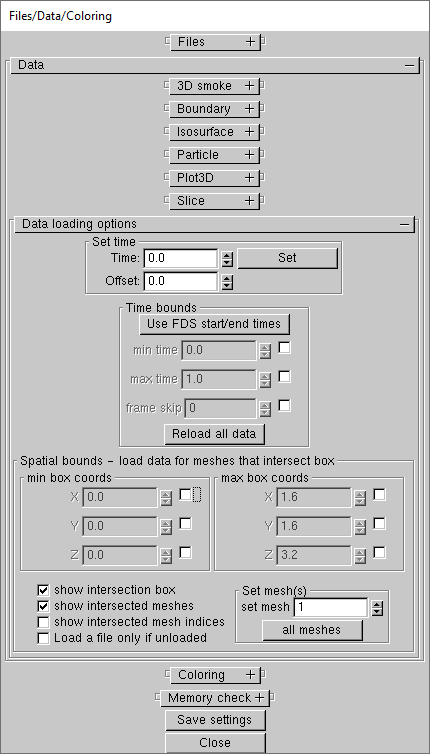 Files/Data/Coloring
Files +
Data −
3D smoke +
Boundary +
Isosurface +
Particle +
Plot3D +
Slice +
Data loading options −
Set time
Time: 0.0 Set
Offset: 0.0
Time bounds
Use FDS start/end times
min time 0.0
max time 1.0
frame skip 0
Reload all data
Spatial bounds - load data for meshes that intersect box
min box coords max box coords
X 0.0 X 1.6
Y 0.0 Y 1.6
Z 0.0 Z 3.2
show intersection box Set mesh(s)
show intersected meshes set mesh 1
show intersected mesh indices all meshes
Load a file only if unloaded
Coloring +
Memory check +
Save settings
Close